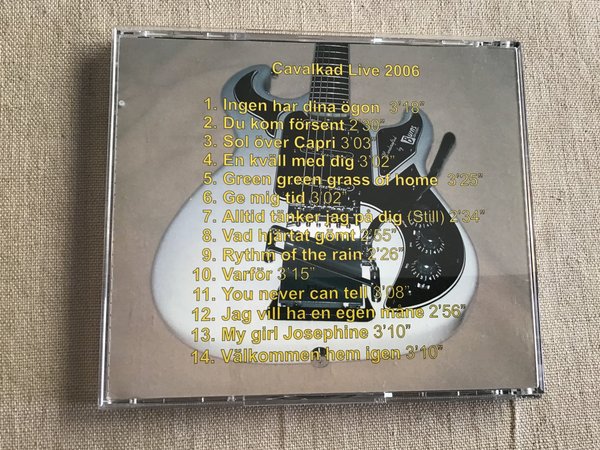 Cavalkad Live 2006
1. Ingen har dina ögon 3'18"
2. Du kom försent 2'30"
3. Sol över Capri 3'03"
4. En kväll med dig 3'02"
5. Green green grass of home 3'25"
6. Ge mig tid 3'02"
7. Alltid tänker jag på dig (Still) 2'34"
8. Vad hjärtat gömt 2'55"
9. Rythm of the rain 2'26"
10. Varför 3'15"
11. You never can tell 3'08"
12. Jag vill ha en egen måne 2'56"
13. My girl Josephine 3'10"
14. Välkommen hem igen 3'10"